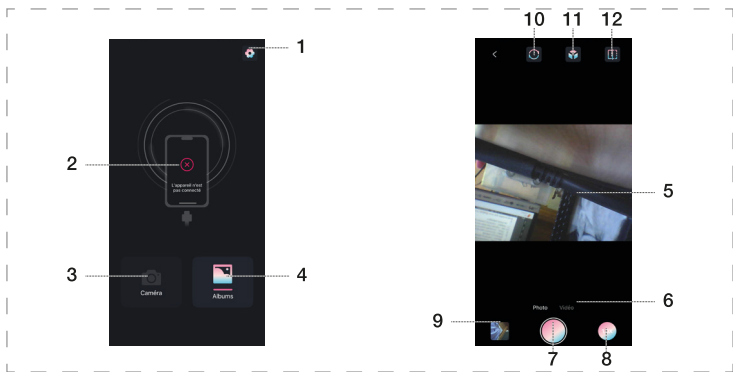 1
2
L'appareil n'est
pas connecté
3
Caméra
4
Albums
10
11
12
5
6
Photo
Vidéo
9
7
8